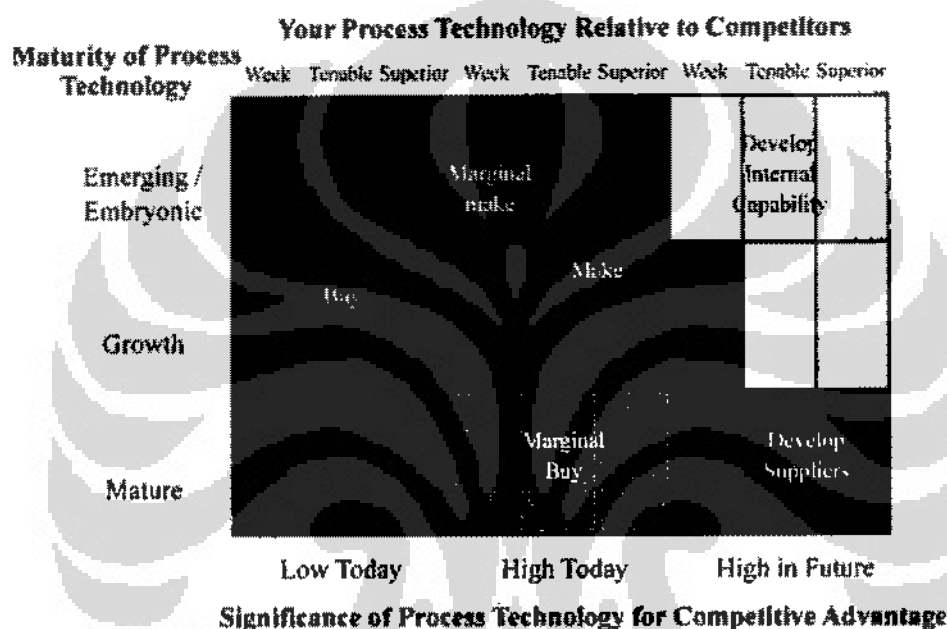 Your Process Technology Relative to Competitors
Maturity of Process
Technology
Week Tenable Superior Week Tenable Superior Week Tenable Superior
Emerging /
Embryonic
Marginal
make
Develop
Internal
Capability
Make
Buy
Growth
Marginal
Buy
Develop
Suppliers
Mature
Low Today High Today High in Future
Significance of Process Technology for Competitive Advantage